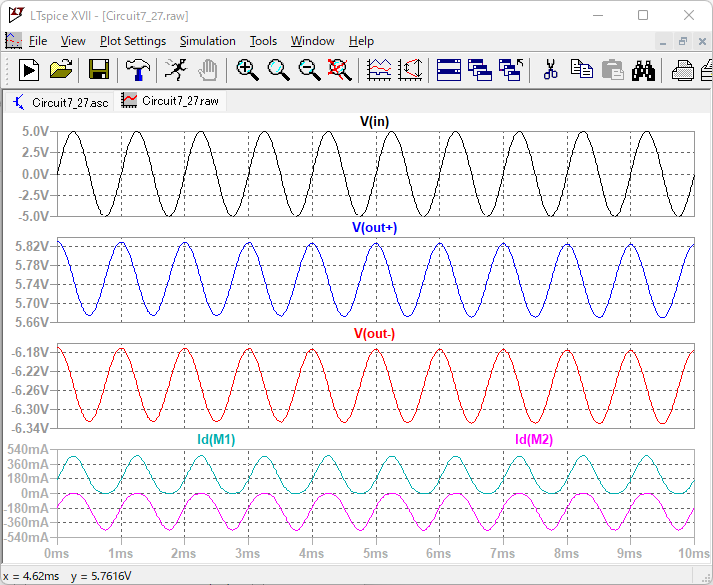 LTspice XVII - [Circuit7_27.raw]
File View Plot Settings Simulation Tools Window Help
Circuit7_27.asc Circuit7_27.raw
V(in)
5.0V
2.5V
0.0V
-2.5V
-5.0V
V(out+)
5.82V
5.78V
5.74V
5.70V
5.66V
V(out-)
-6.18V
-6.22V
-6.26V
-6.30V
-6.34V
Id(M1) Id(M2)
540mA
360mA
180mA
0mA
-180mA
-360mA
-540mA
0ms 1ms 2ms 3ms 4ms 5ms 6ms 7ms 8ms 9ms 10ms
x = 4.62ms y = 5.7616V